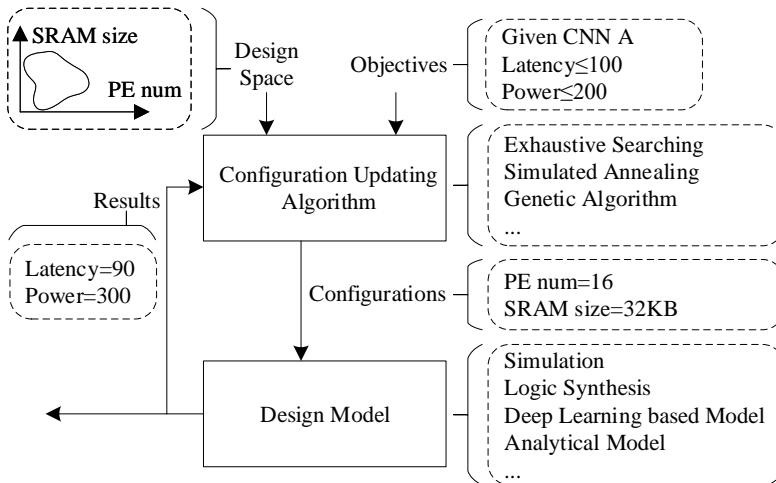 SRAM size
PE num
Design
Space
Objectives
Given CNN A
Latency≤100
Power≤200
Configuration Updating
Algorithm
Exhaustive Searching
Simulated Annealing
Genetic Algorithm
...
Results
Latency=90
Power=300
Configurations
PE num=16
SRAM size=32KB
Design Model
Simulation
Logic Synthesis
Deep Learning based Model
Analytical Model
...